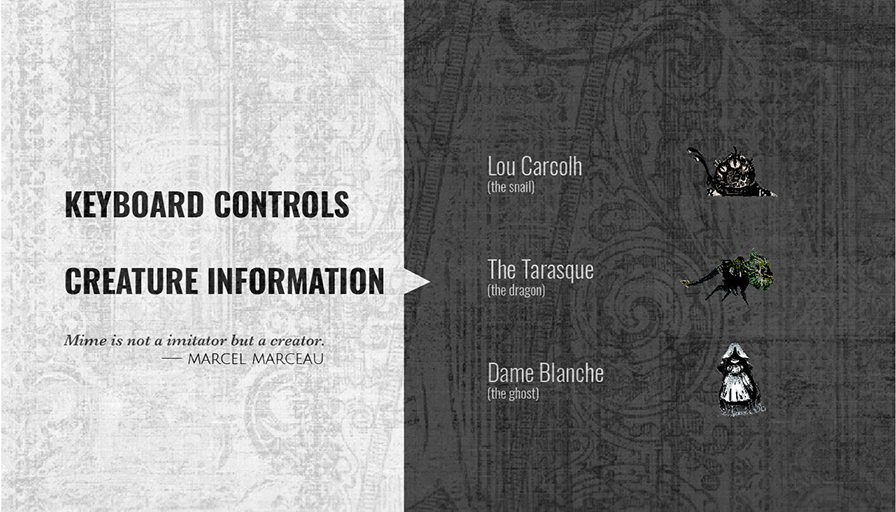 KEYBOARD CONTROLS
CREATURE INFORMATION
Mime is not a imitator but a creator.
— MARCEL MARCEAU
Lou Carcolh
(the snail)
The Tarasque
(the dragon)
Dame Blanche
(the ghost)